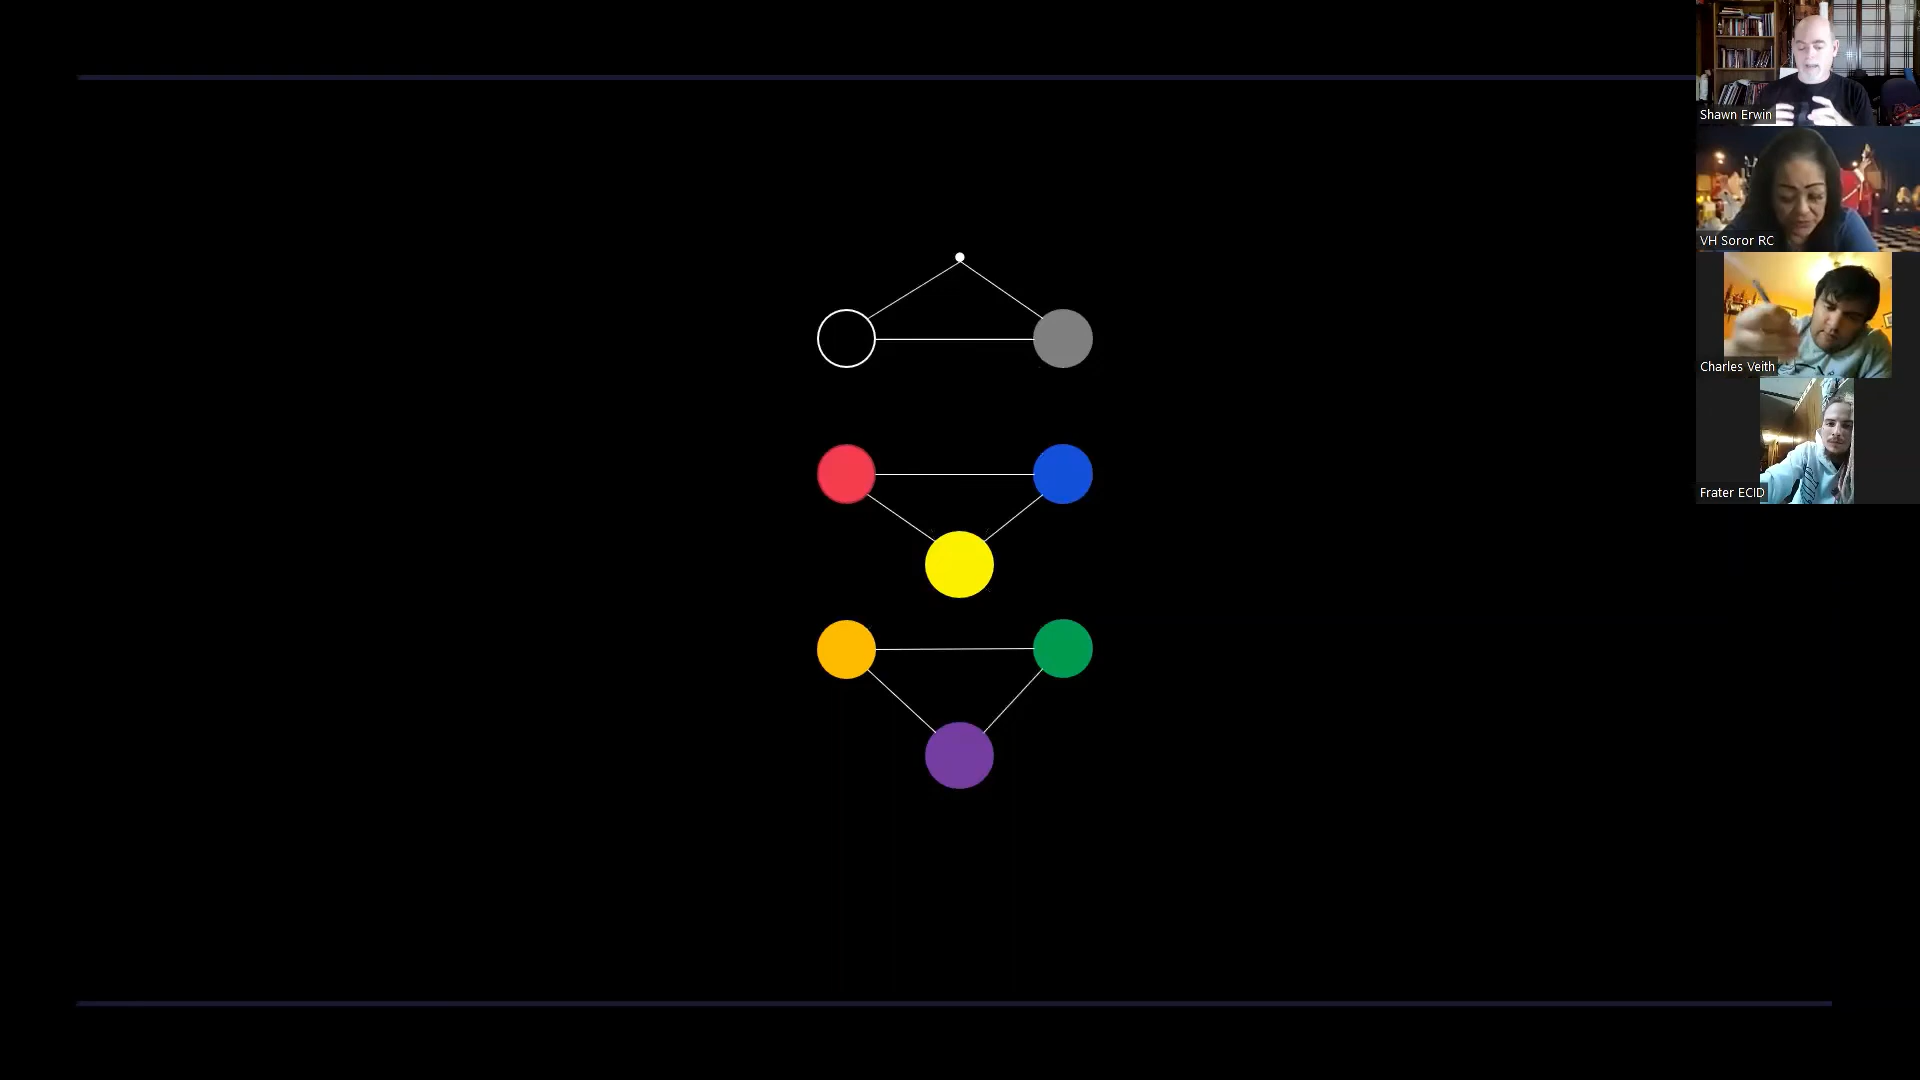 Shawn Erwin
VH Soror RC
Charles Veith
Frater ECID